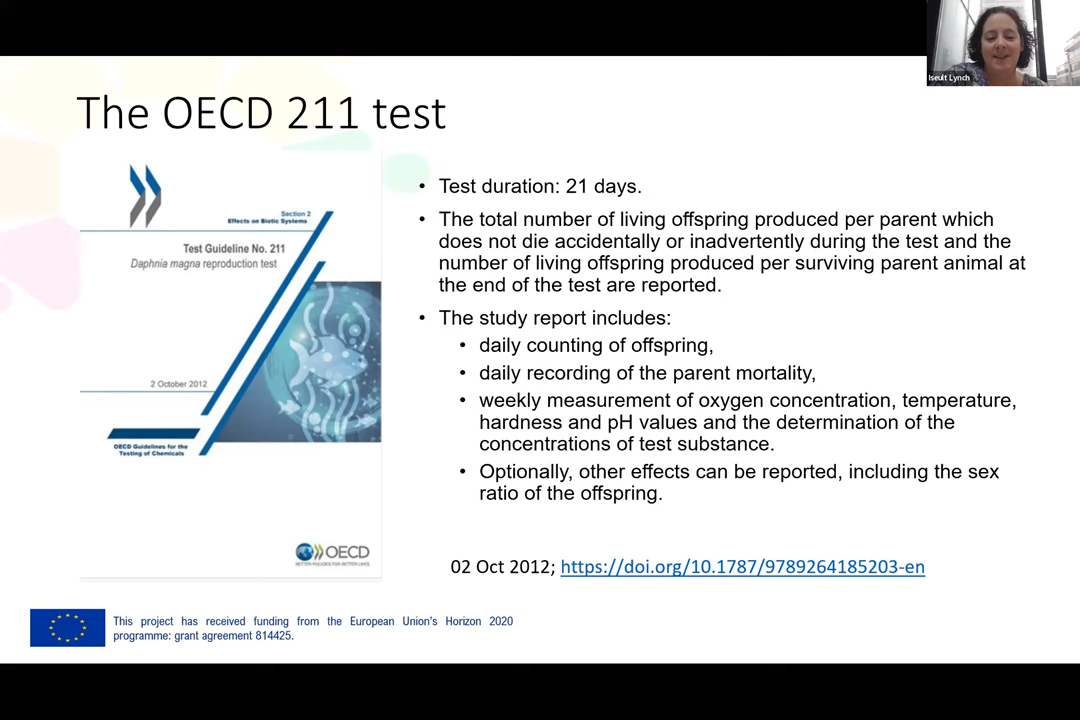 Iseult Lynch
The OECD 211 test
Section 2
Effects on Biotic Systems
Test Guideline No. 211
Daphnia magna reproduction test
2 October 2012
OECD Guidelines for the
Testing of Chemicals
OECD
BETTER POLICIES FOR BETTER LIVES
• Test duration: 21 days.
• The total number of living offspring produced per parent which
does not die accidentally or inadvertently during the test and the
number of living offspring produced per surviving parent animal at
the end of the test are reported.
• The study report includes:
• daily counting of offspring,
• daily recording of the parent mortality,
• weekly measurement of oxygen concentration, temperature,
hardness and pH values and the determination of the
concentrations of test substance.
• Optionally, other effects can be reported, including the sex
ratio of the offspring.
02 Oct 2012; https://doi.org/10.1787/9789264185203-en
This project has received funding from the European Union's Horizon 2020
programme: grant agreement 814425.